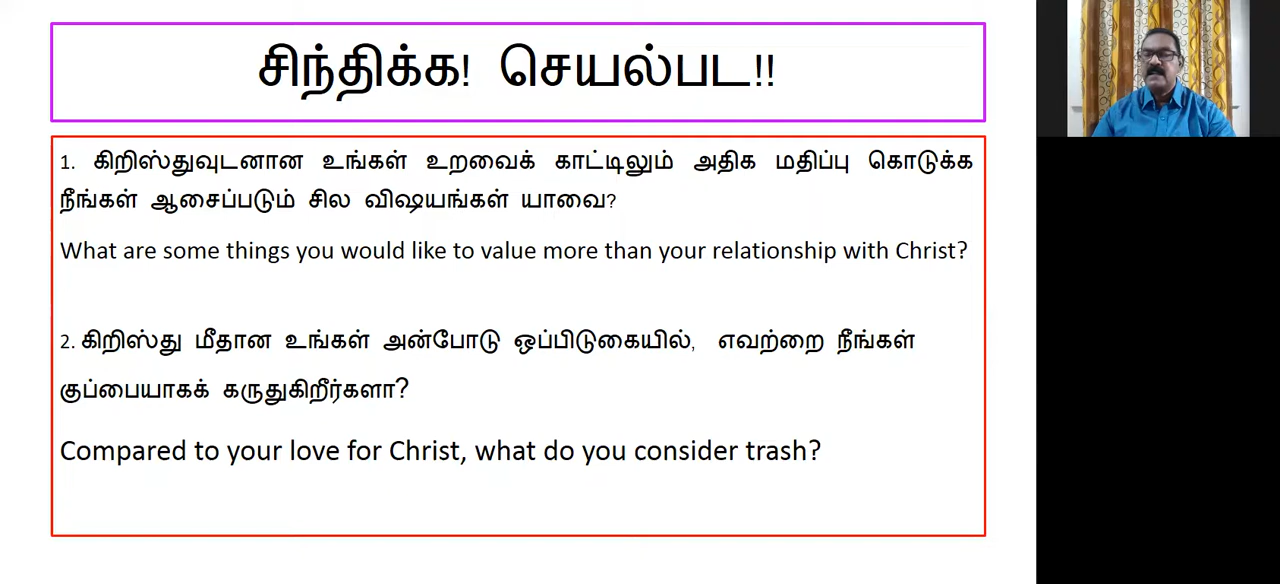 சிந்திக்க! செயல்பட!!
1. கிறிஸ்துவுடனான உங்கள் உறவைக் காட்டிலும் அதிக மதிப்பு கொடுக்க
நீங்கள் ஆசைப்படும் சில விஷயங்கள் யாவை?
What are some things you would like to value more than your relationship with Christ?
2. கிறிஸ்து மீதான உங்கள் அன்போடு ஒப்பிடுகையில், எவற்றை நீங்கள்
குப்பையாகக் கருதுகிறீர்களா?
Compared to your love for Christ, what do you consider trash?